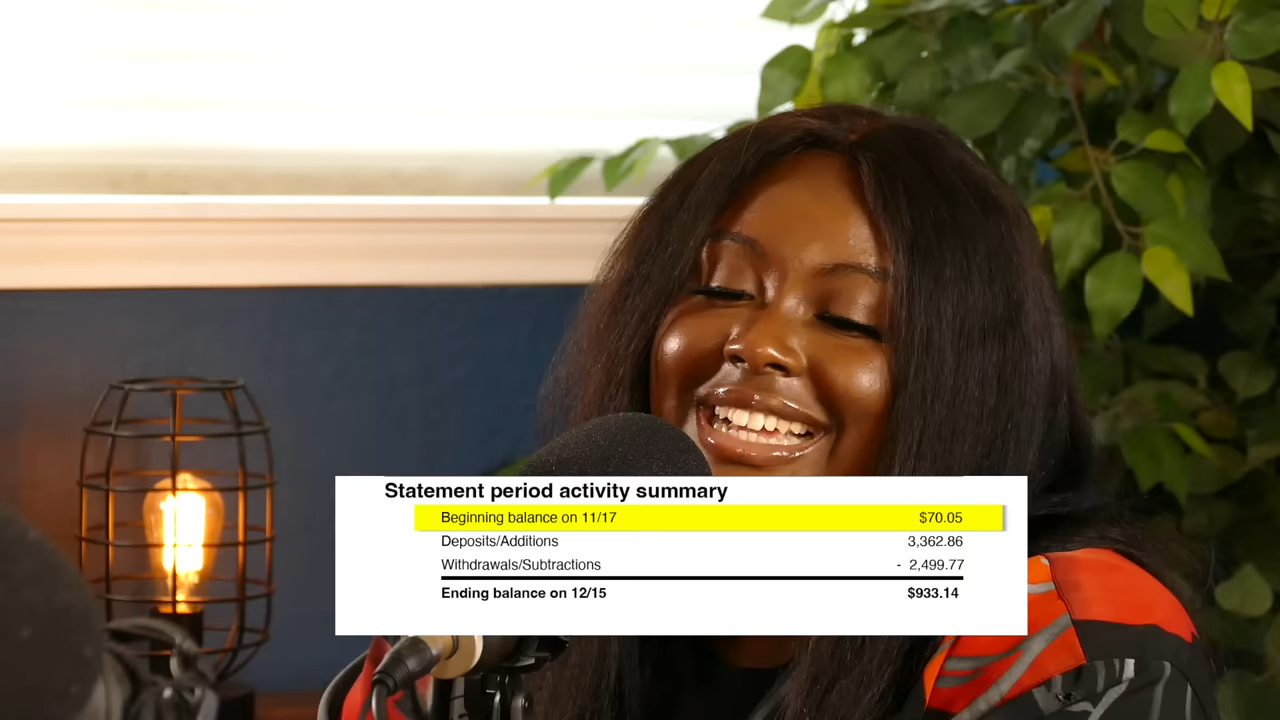 Statement period activity summary
Beginning balance on 11/17 $70.05
Deposits/Additions 3,362.86
Withdrawals/Subtractions - 2,499.77
Ending balance on 12/15 $933.14